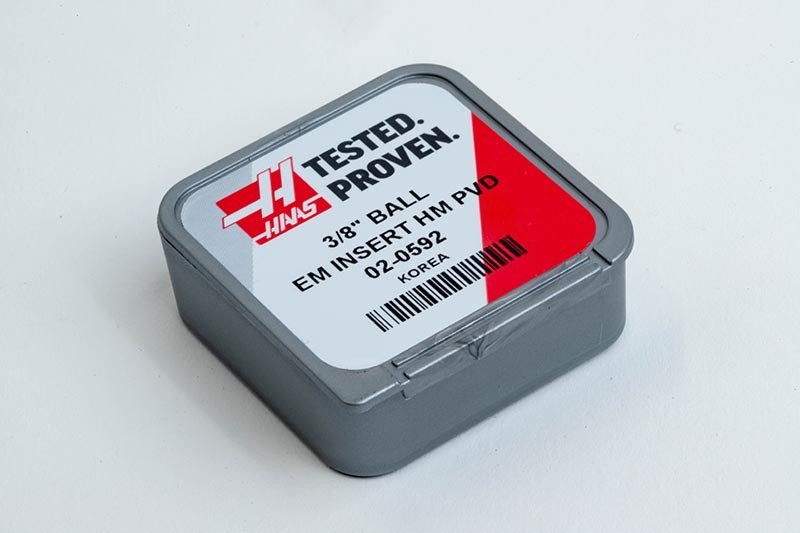 HAAS
TESTED.
PROVEN.
3/8" BALL
EM INSERT HM PVD
02-0592
KOREA